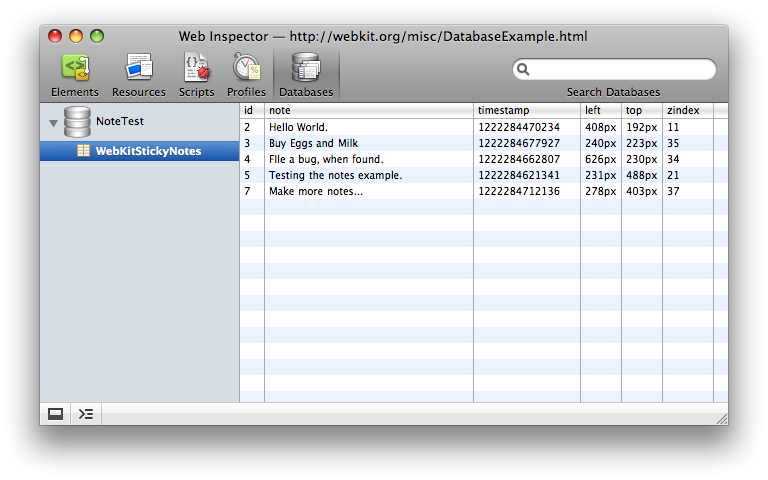 Web Inspector — http://webkit.org/misc/DatabaseExample.html
Elements Resources Scripts Profiles Databases Search Databases
NoteTest
WebKitStickyNotes
id note timestamp left top zindex
2 Hello World. 1222284470234 408px 192px 11
3 Buy Eggs and Milk 1222284677927 240px 223px 35
4 FIle a bug, when found. 1222284662807 626px 230px 34
5 Testing the notes example. 1222284621341 231px 488px 21
7 Make more notes... 1222284712136 278px 403px 37